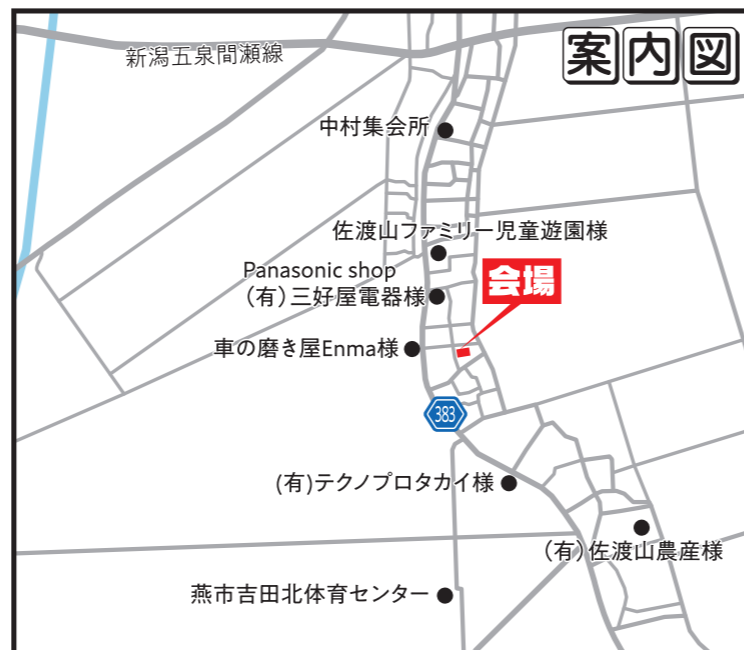 案内図
新潟五泉間瀬線
中村集会所
佐渡山ファミリー児童遊園様
Panasonic shop
（有）三好屋電器様
会場
車の磨き屋Enma様
383
(有)テクノプロタカイ様
（有）佐渡山農産様
燕市吉田北体育センター